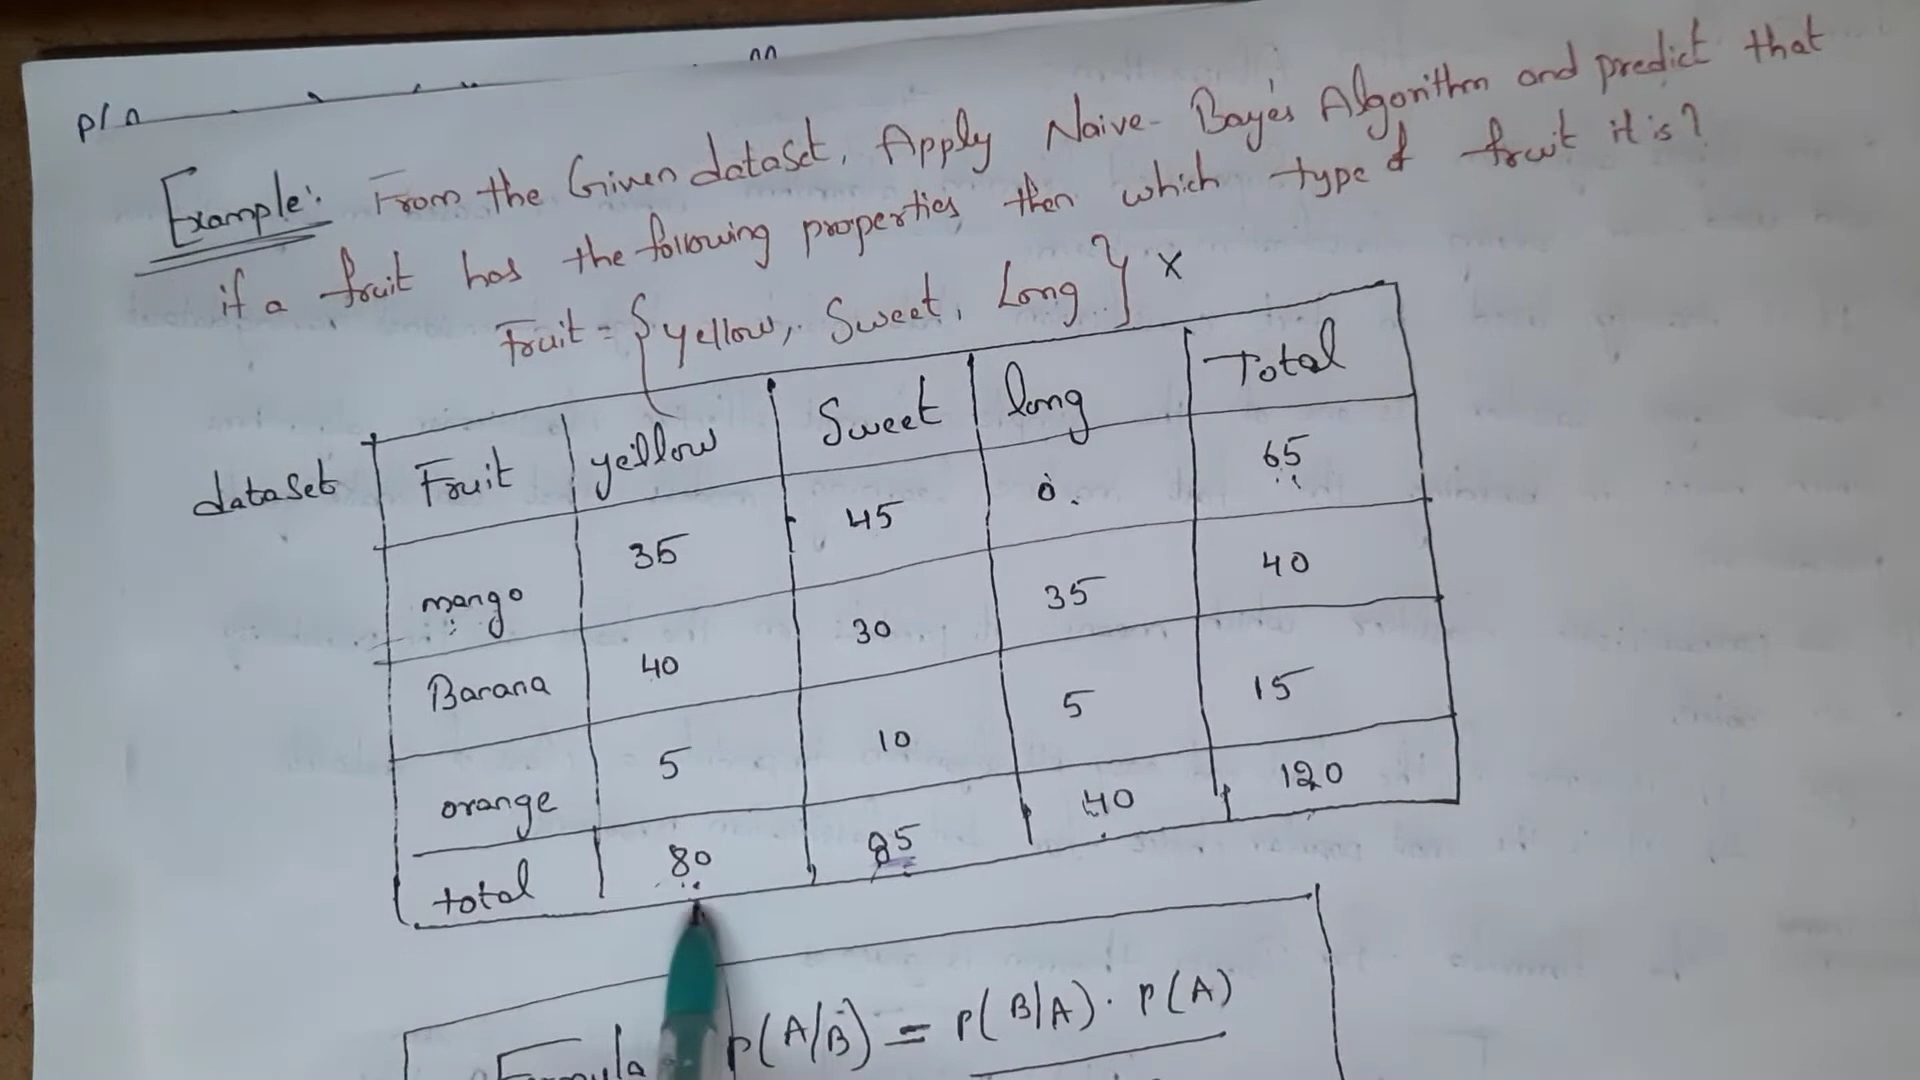 Example: From the Given dataset, Apply Naive-Baye's Algorithm and predict that
if a fruit has the following properties then which type of fruit it is?
Fruit = {yellow, Sweet, Long} x
dataset
Fruit yellow Sweet long Total
mango 35 45 0 65
Banana 40 30 35 40
orange 5 10 5 15
total 80 85 40 120
Formula P(A/B) = P(B/A) · P(A)